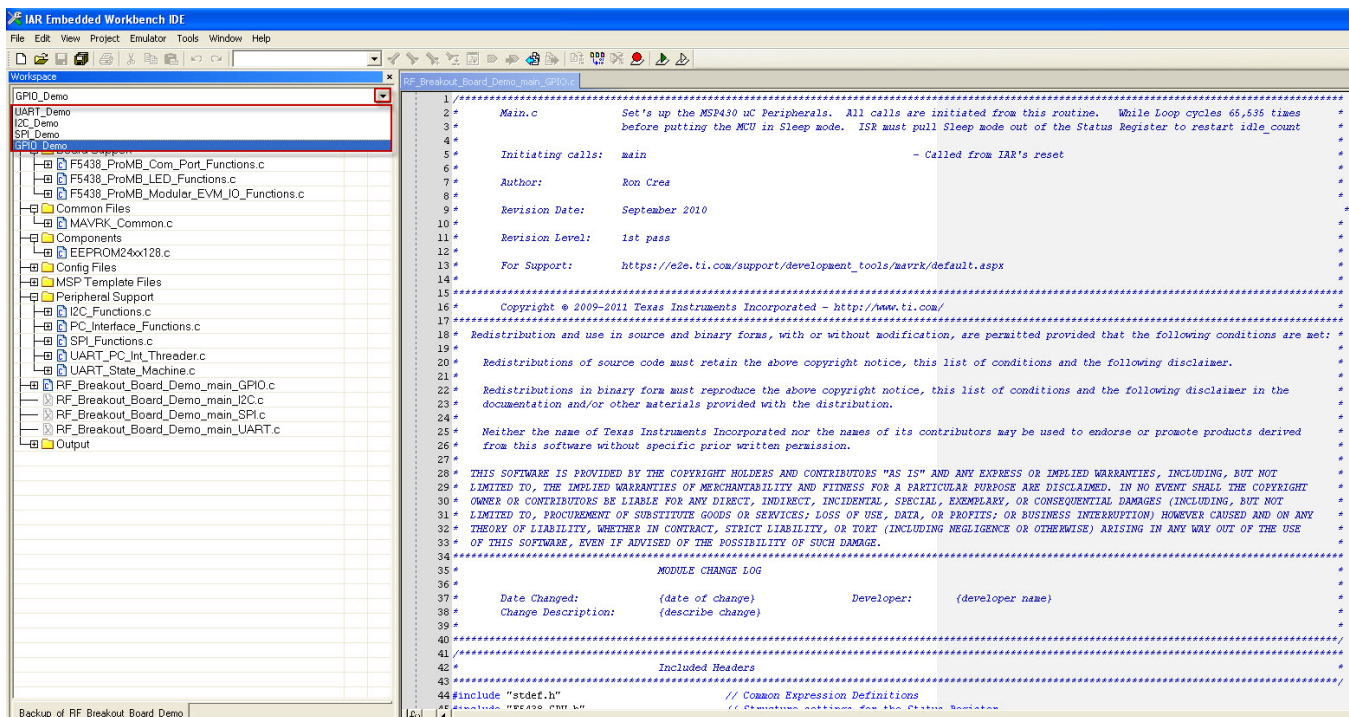 IAR Embedded Workbench IDE
File Edit View Project Emulator Tools Window Help
Workspace
GPIO_Demo
UART_Demo
I2C_Demo
SPI_Demo
GPIO_Demo
Board Support
F5438_ProMB_Com_Port_Functions.c
F5438_ProMB_LED_Functions.c
F5438_ProMB_Modular_EVM_IO_Functions.c
Common Files
MAVRK_Common.c
Components
EEPROM24xx128.c
Config Files
MSP Template Files
Peripheral Support
I2C_Functions.c
PC_Interface_Functions.c
SPI_Functions.c
UART_PC_Int_Threader.c
UART_State_Machine.c
RF_Breakout_Board_Demo_main_GPIO.c
RF_Breakout_Board_Demo_main_I2C.c
RF_Breakout_Board_Demo_main_SPI.c
RF_Breakout_Board_Demo_main_UART.c
Output
Backup_of_RF_Breakout_Board_Demo
RF_Breakout_Board_Demo_main_GPIO.c
1 /****************************************************************
2 * Main.c Set's up the MSP430 uC Peripherals. All calls are initiated from this routine. While Loop cycles 65,535 times *
3 * before putting the MCU in Sleep mode. ISR must pull Sleep mode out of the Status Register to restart idle_count *
4 * *
5 * Initiating calls: main - Called from IAR's reset *
6 * *
7 * Author: Ron Crea *
8 * *
9 * Revision Date: September 2010 *
10 * *
11 * Revision Level: 1st pass *
12 * *
13 * For Support: https://e2e.ti.com/support/development_tools/mavrk/default.aspx *
14 * *
15 ****************************************************************
16 * Copyright © 2009-2011 Texas Instruments Incorporated - http://www.ti.com/ *
17 ****************************************************************
18 * Redistribution and use in source and binary forms, with or without modification, are permitted provided that the following conditions are met: *
19 * *
20 * Redistributions of source code must retain the above copyright notice, this list of conditions and the following disclaimer. *
21 * *
22 * Redistributions in binary form must reproduce the above copyright notice, this list of conditions and the following disclaimer in the *
23 * documentation and/or other materials provided with the distribution. *
24 * *
25 * Neither the name of Texas Instruments Incorporated nor the names of its contributors may be used to endorse or promote products derived *
26 * from this software without specific prior written permission. *
27 * *
28 * THIS SOFTWARE IS PROVIDED BY THE COPYRIGHT HOLDERS AND CONTRIBUTORS "AS IS" AND ANY EXPRESS OR IMPLIED WARRANTIES, INCLUDING, BUT NOT *
29 * LIMITED TO, THE IMPLIED WARRANTIES OF MERCHANTABILITY AND FITNESS FOR A PARTICULAR PURPOSE ARE DISCLAIMED. IN NO EVENT SHALL THE COPYRIGHT *
30 * OWNER OR CONTRIBUTORS BE LIABLE FOR ANY DIRECT, INDIRECT, INCIDENTAL, SPECIAL, EXEMPLARY, OR CONSEQUENTIAL DAMAGES (INCLUDING, BUT NOT *
31 * LIMITED TO, PROCUREMENT OF SUBSTITUTE GOODS OR SERVICES; LOSS OF USE, DATA, OR PROFITS; OR BUSINESS INTERRUPTION) HOWEVER CAUSED AND ON ANY *
32 * THEORY OF LIABILITY, WHETHER IN CONTRACT, STRICT LIABILITY, OR TORT (INCLUDING NEGLIGENCE OR OTHERWISE) ARISING IN ANY WAY OUT OF THE USE *
33 * OF THIS SOFTWARE, EVEN IF ADVISED OF THE POSSIBILITY OF SUCH DAMAGE. *
34 ****************************************************************
35 * MODULE CHANGE LOG *
36 * *
37 * Date Changed: {date of change} Developer: {developer name} *
38 * Change Description: {describe change} *
39 * *
40 ****************************************************************/
41 /****************************************************************
42 * Included Headers *
43 ****************************************************************/
44 #include "stdef.h" // Common Expression Definitions
45 #include "F5438_CPU.h" // Structure settings for the Status Register